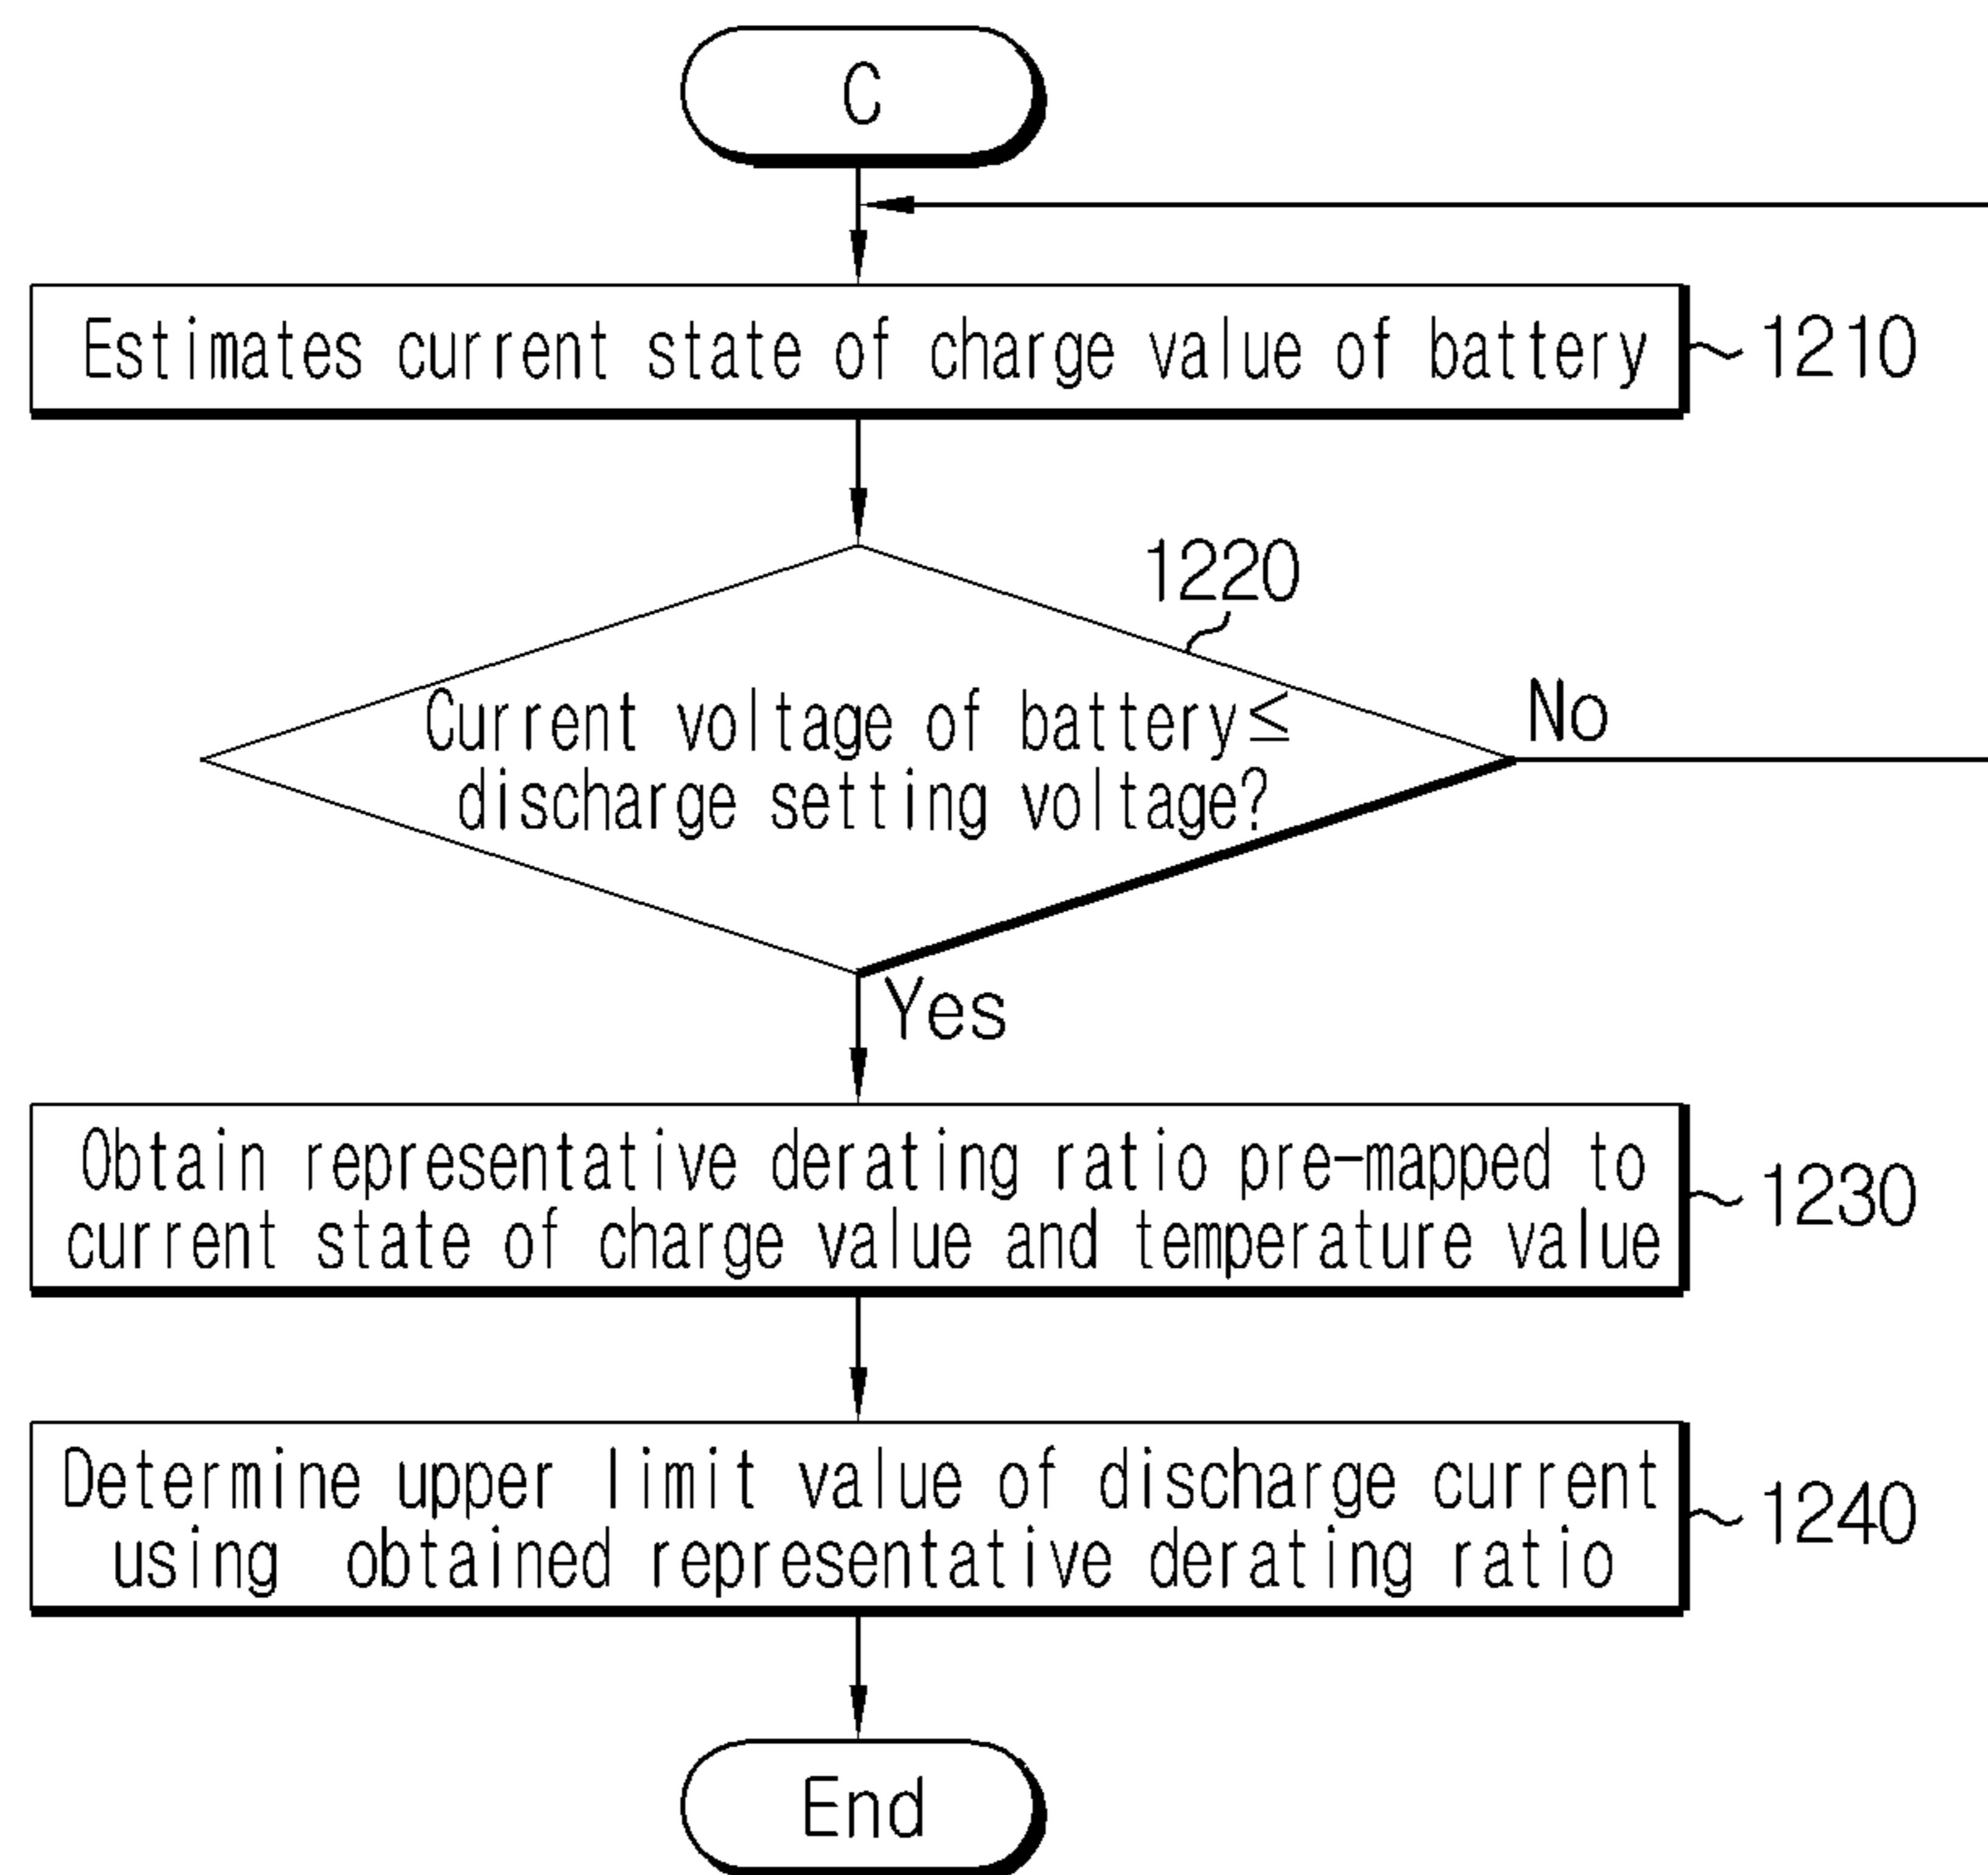 C
Estimates current state of charge value of battery
1210
1220
Current voltage of battery≤
discharge setting voltage?
No
Yes
Obtain representative derating ratio pre-mapped to
current state of charge value and temperature value
1230
Determine upper limit value of discharge current
using obtained representative derating ratio
1240
End